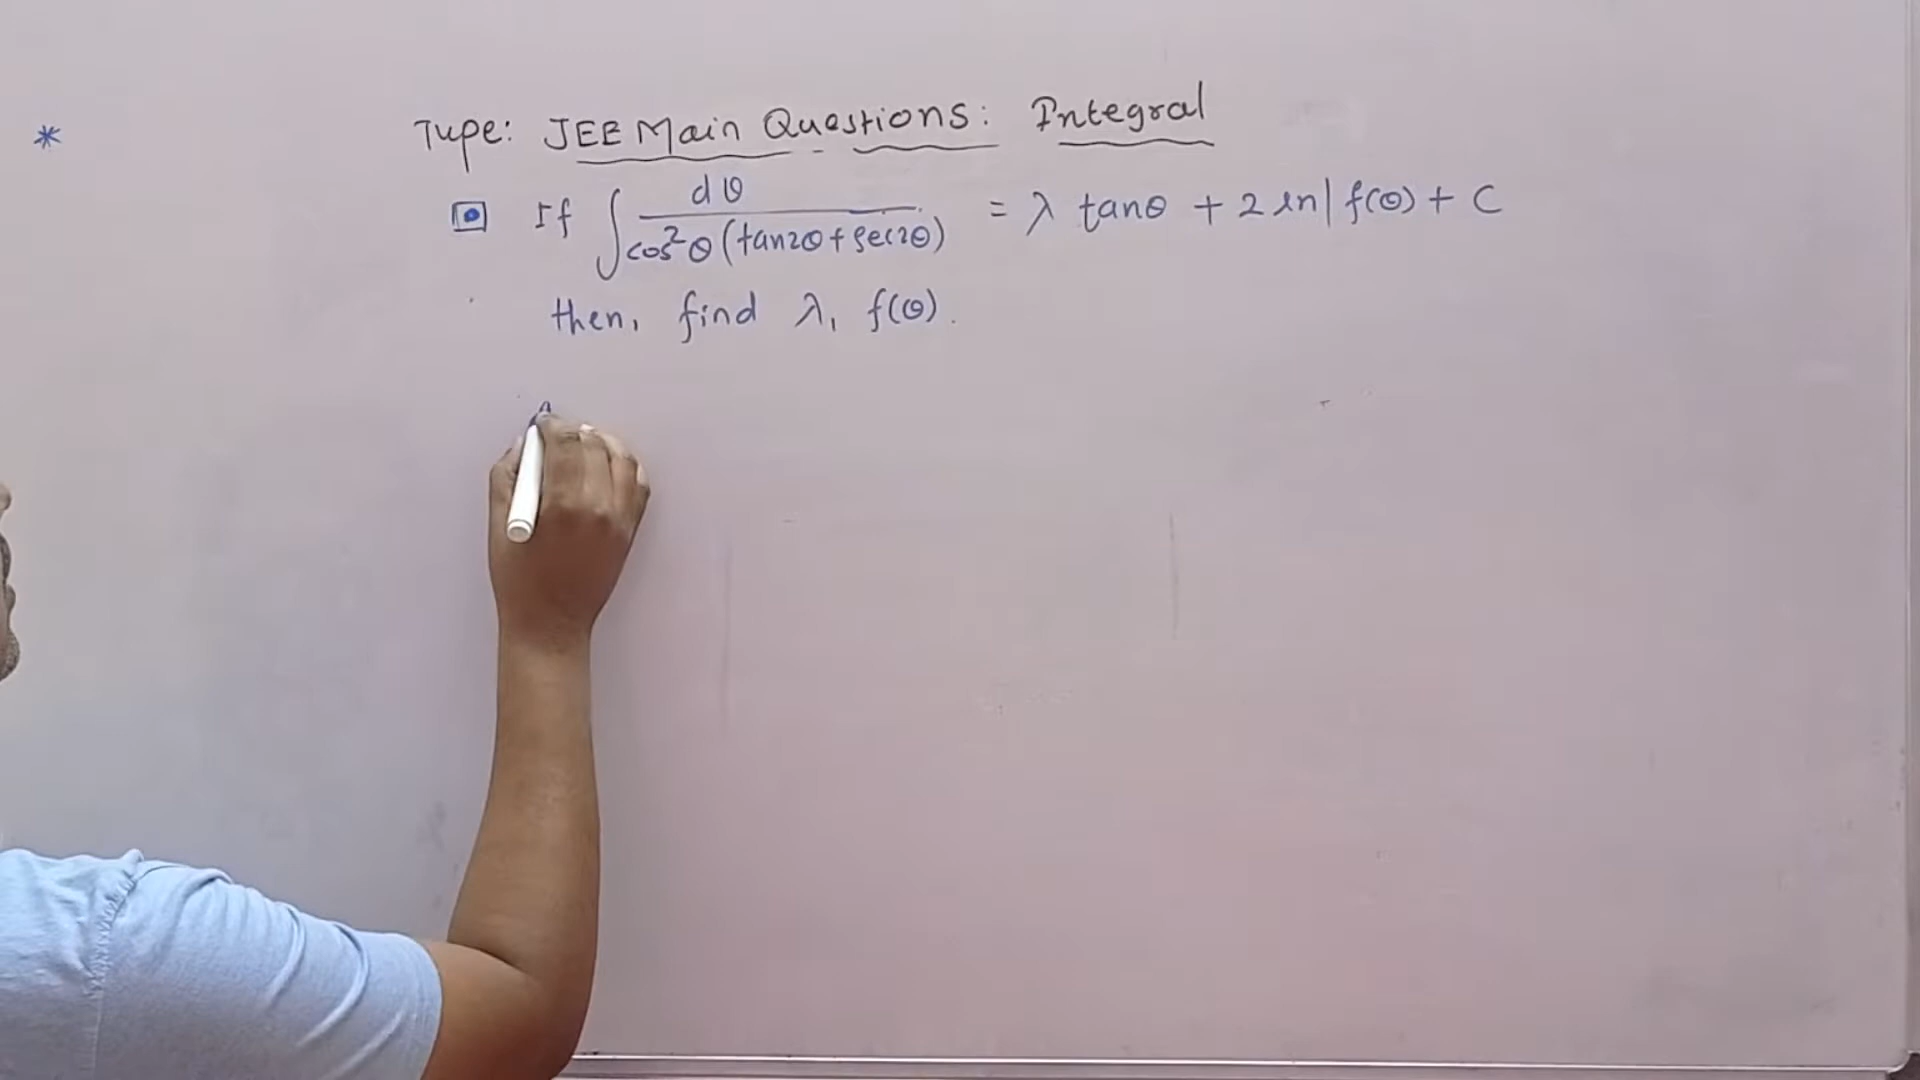 *
Type: JEE Main Questions: Integral
If ∫ dθ / cos²θ (tan2θ + sec2θ) = λ tanθ + 2 ln| f(θ) + C
then, find λ, f(θ).